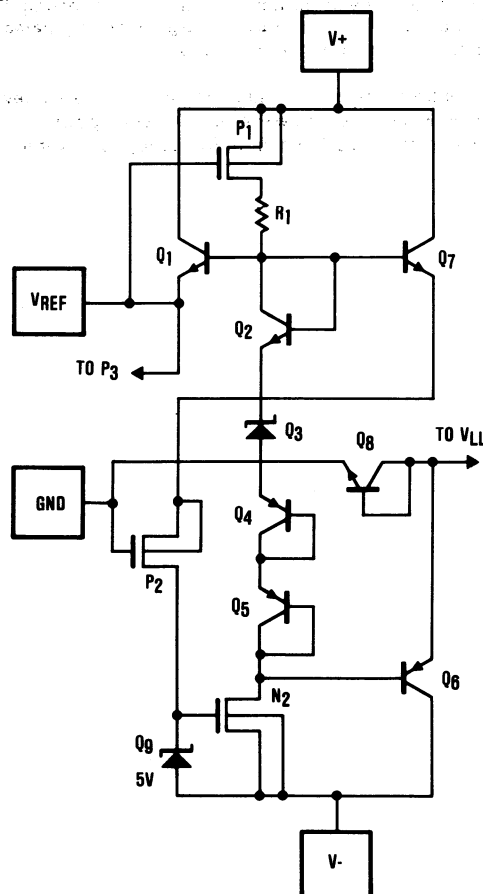 V+
P1
R1
Q1
Q7
VREF
Q2
TO P3
Q3
Q8
TO VLL
GND
Q4
P2
Q5
N2
Q6
Q9
5V
V-